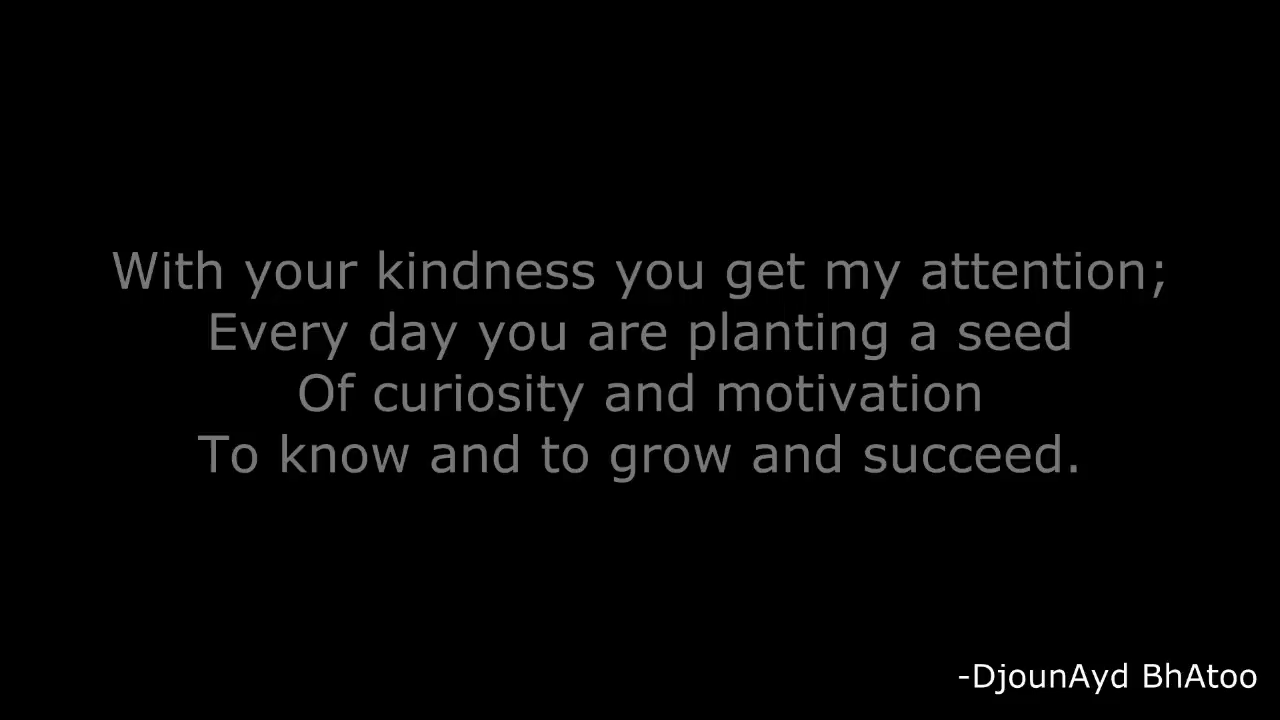 With your kindness you get my attention;
Every day you are planting a seed
Of curiosity and motivation
To know and to grow and succeed.
-DjounAyd BhAtoo